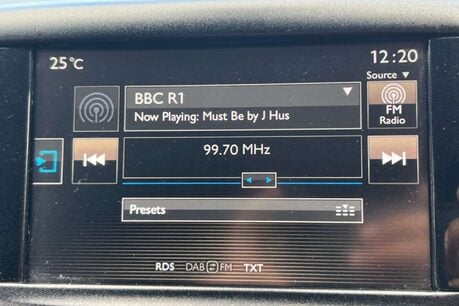 25°C
12:20
Source ▼
BBC R1
Now Playing: Must Be by J Hus
FM
Radio
99.70 MHz
Presets
RDS DAB FM TXT